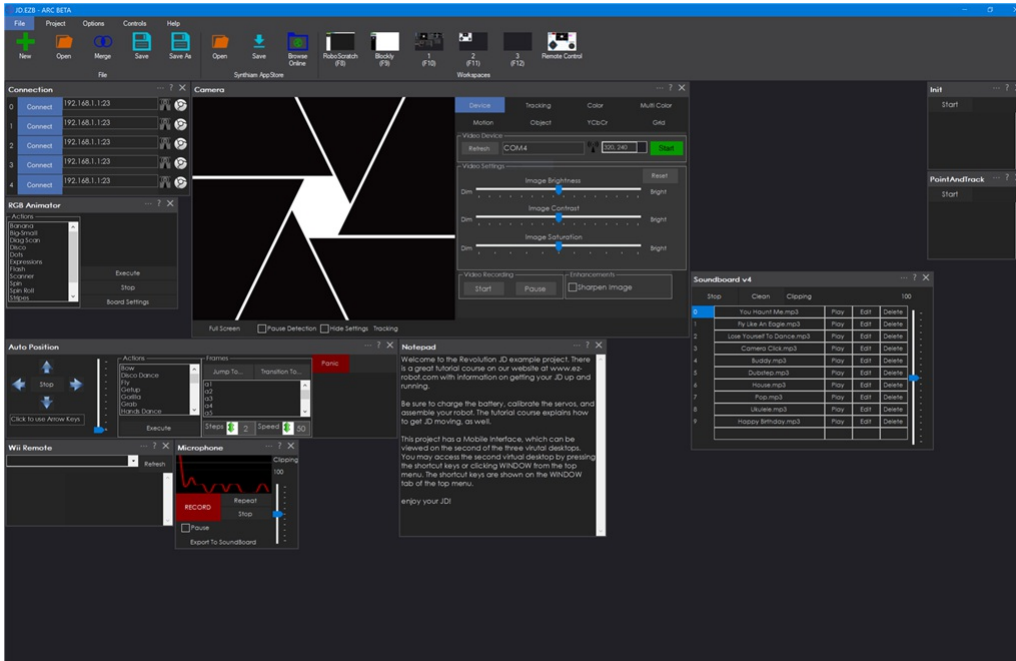 JD.EZB - ARC BETA
File Project Options Controls Help
New Open Merge Save Save As Open Save Browse Online RoboScratch (F8) Blockly (F9) 1 (F10) 2 (F11) 3 (F12) Remote Control
File Synthiam AppStore Workspaces
Connection
0 Connect 192.168.1.1:23
1 Connect 192.168.1.1:23
2 Connect 192.168.1.1:23
3 Connect 192.168.1.1:23
4 Connect 192.168.1.1:23
RGB Animator
Actions
Banana
Big-Small
Diag Scan
Disco
Dots
Expressions
Flash
Scanner
Spin
Spin Roll
Stripes
Execute
Stop
Board Settings
Camera
Device Tracking Color Multi Color
Motion Object YCbCr Grid
Video Device
Refresh COM4 320, 240 Start
Video Settings
Reset
Image Brightness
Dim Bright
Image Contrast
Dim Bright
Image Saturation
Dim Bright
Video Recording
Start Pause
Enhancements
Sharpen Image
Full Screen Pause Detection Hide Settings Tracking
Init
Start
PointAndTrack
Start
Soundboard v4
Stop Clean Clipping 100
0 You Haunt Me.mp3 Play Edit Delete
1 Fly Like An Eagle.mp3 Play Edit Delete
2 Lose Yourself To Dance.mp3 Play Edit Delete
3 Camera Click.mp3 Play Edit Delete
4 Buddy.mp3 Play Edit Delete
5 Dubstep.mp3 Play Edit Delete
6 House.mp3 Play Edit Delete
7 Pop.mp3 Play Edit Delete
8 Ukulele.mp3 Play Edit Delete
9 Happy Birthday.mp3 Play Edit Delete
Auto Position
Stop
Click to use Arrow Keys
Actions
Bow
Disco Dance
Fly
Getup
Gorilla
Grab
Hands Dance
Execute
Frames
Jump To... Transition To...
a1
a2
a3
a4
a5
Steps 2 Speed 50
Panic
Notepad
Welcome to the Revolution JD example project. There
is a great tutorial course on our website at www.ez-
robot.com with information on getting your JD up and
running.
Be sure to charge the battery, calibrate the servos, and
assemble your robot. The tutorial course explains how
to get JD moving, as well.
This project has a Mobile Interface, which can be
viewed on the second of the three virutal desktops.
You may access the second virtual desktop by pressing
the shortcut keys or clicking WINDOW from the top
menu. The shortcut keys are shown on the WINDOW
tab of the top menu.
enjoy your JD!
Wii Remote
Refresh
Microphone
Clipping
100
RECORD
Repeat
Stop
Pause
Export To SoundBoard